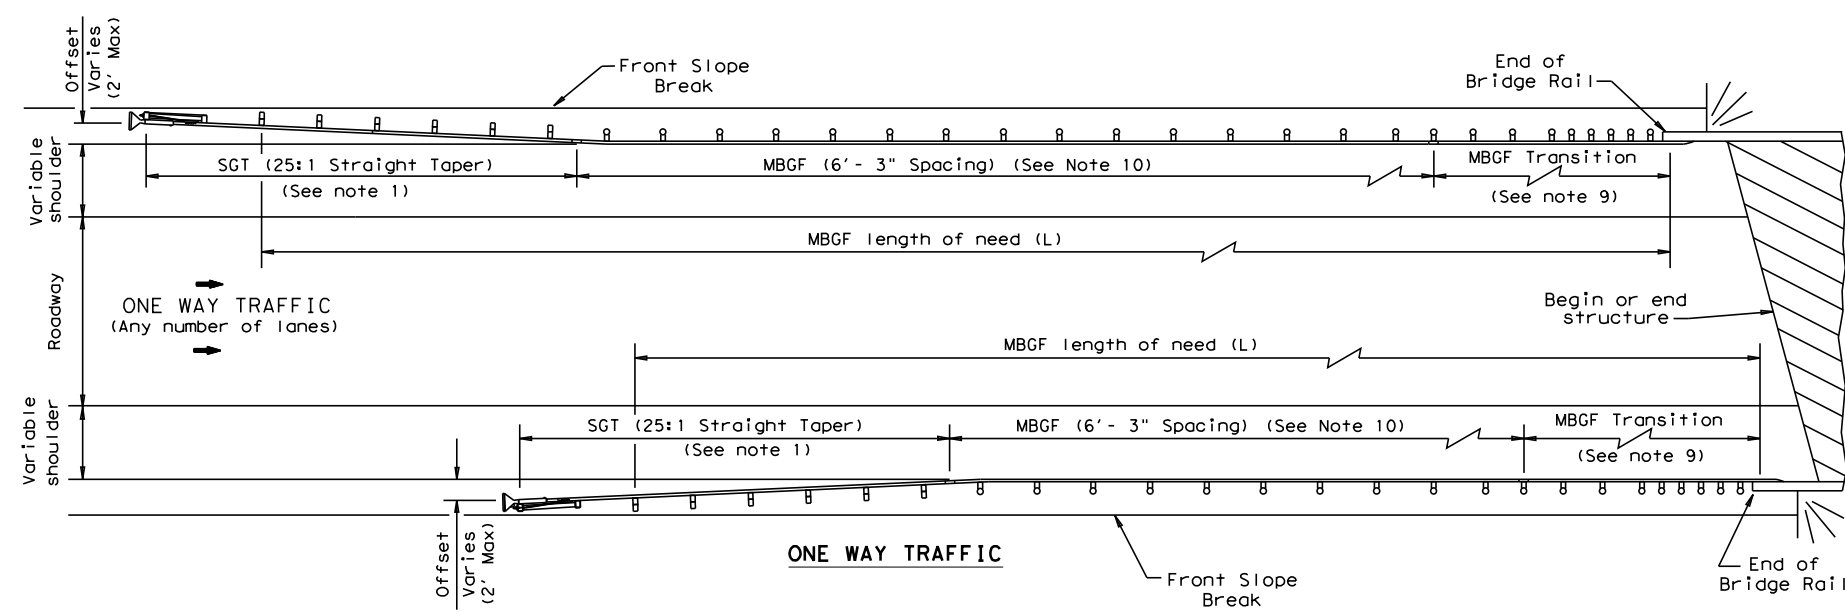 Offset
Varies
(2' Max)
Front Slope
Break
End of
Bridge Rail
Variable
shoulder
SGT (25:1 Straight Taper)
(See note 1)
MBGF (6'- 3" Spacing) (See Note 10)
MBGF Transition
(See note 9)
MBGF length of need (L)
Roadway
ONE WAY TRAFFIC
(Any number of lanes)
Begin or end
structure
MBGF length of need (L)
Variable
shoulder
SGT (25:1 Straight Taper)
(See note 1)
MBGF (6'- 3" Spacing) (See Note 10)
MBGF Transition
(See note 9)
Offset
Varies
(2' Max)
ONE WAY TRAFFIC
Front Slope
Break
End of
Bridge Rail